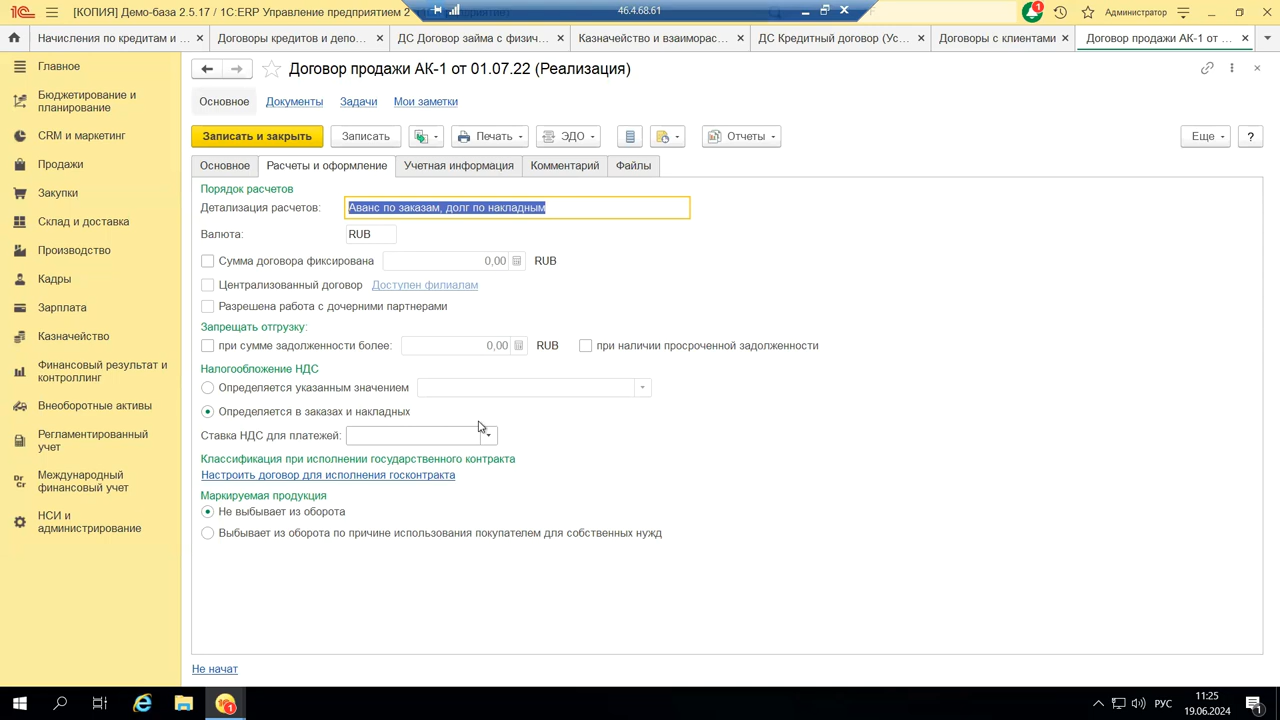 [КОПИЯ] Демо-база 2.5.17 / 1С:ERP Управление предприятием 2
46.4.68.61
1
Администратор
Начисления по кредитам и ...
Договоры кредитов и депо...
ДС Договор займа с физич...
Казначейство и взаиморас...
ДС Кредитный договор (Ус...
Договоры с клиентами
Договор продажи АК-1 от ...
Главное
Бюджетирование и
планирование
CRM и маркетинг
Продажи
Закупки
Склад и доставка
Производство
Кадры
Зарплата
Казначейство
Финансовый результат и
контроллинг
Внеоборотные активы
Регламентированный
учет
Dr
Cr
Международный
финансовый учет
НСИ и
администрирование
Договор продажи АК-1 от 01.07.22 (Реализация)
Основное Документы Задачи Мои заметки
Записать и закрыть Записать Печать ЭДО Отчеты Еще ?
Основное Расчеты и оформление Учетная информация Комментарий Файлы
Порядок расчетов
Детализация расчетов: Аванс по заказам, долг по накладным
Валюта: RUB
Сумма договора фиксирована 0,00 RUB
Централизованный договор Доступен филиалам
Разрешена работа с дочерними партнерами
Запрещать отгрузку:
при сумме задолженности более: 0,00 RUB при наличии просроченной задолженности
Налогообложение НДС
Определяется указанным значением
Определяется в заказах и накладных
Ставка НДС для платежей:
Классификация при исполнении государственного контракта
Настроить договор для исполнения госконтракта
Маркируемая продукция
Не выбывает из оборота
Выбывает из оборота по причине использования покупателем для собственных нужд
Не начат
1
РУС
11:25
19.06.2024
1